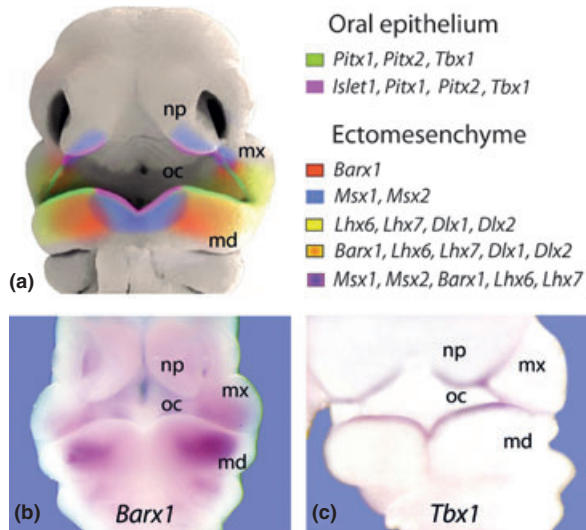 np
mx
oc
md
(a)
Oral epithelium
Pitx1, Pitx2, Tbx1
Islet1, Pitx1, Pitx2, Tbx1
Ectomesenchyme
Barx1
Msx1, Msx2
Lhx6, Lhx7, Dlx1, Dlx2
Barx1, Lhx6, Lhx7, Dlx1, Dlx2
Msx1, Msx2, Barx1, Lhx6, Lhx7
np
mx
oc
md
(b)
Barx1
np
mx
oc
md
(c)
Tbx1